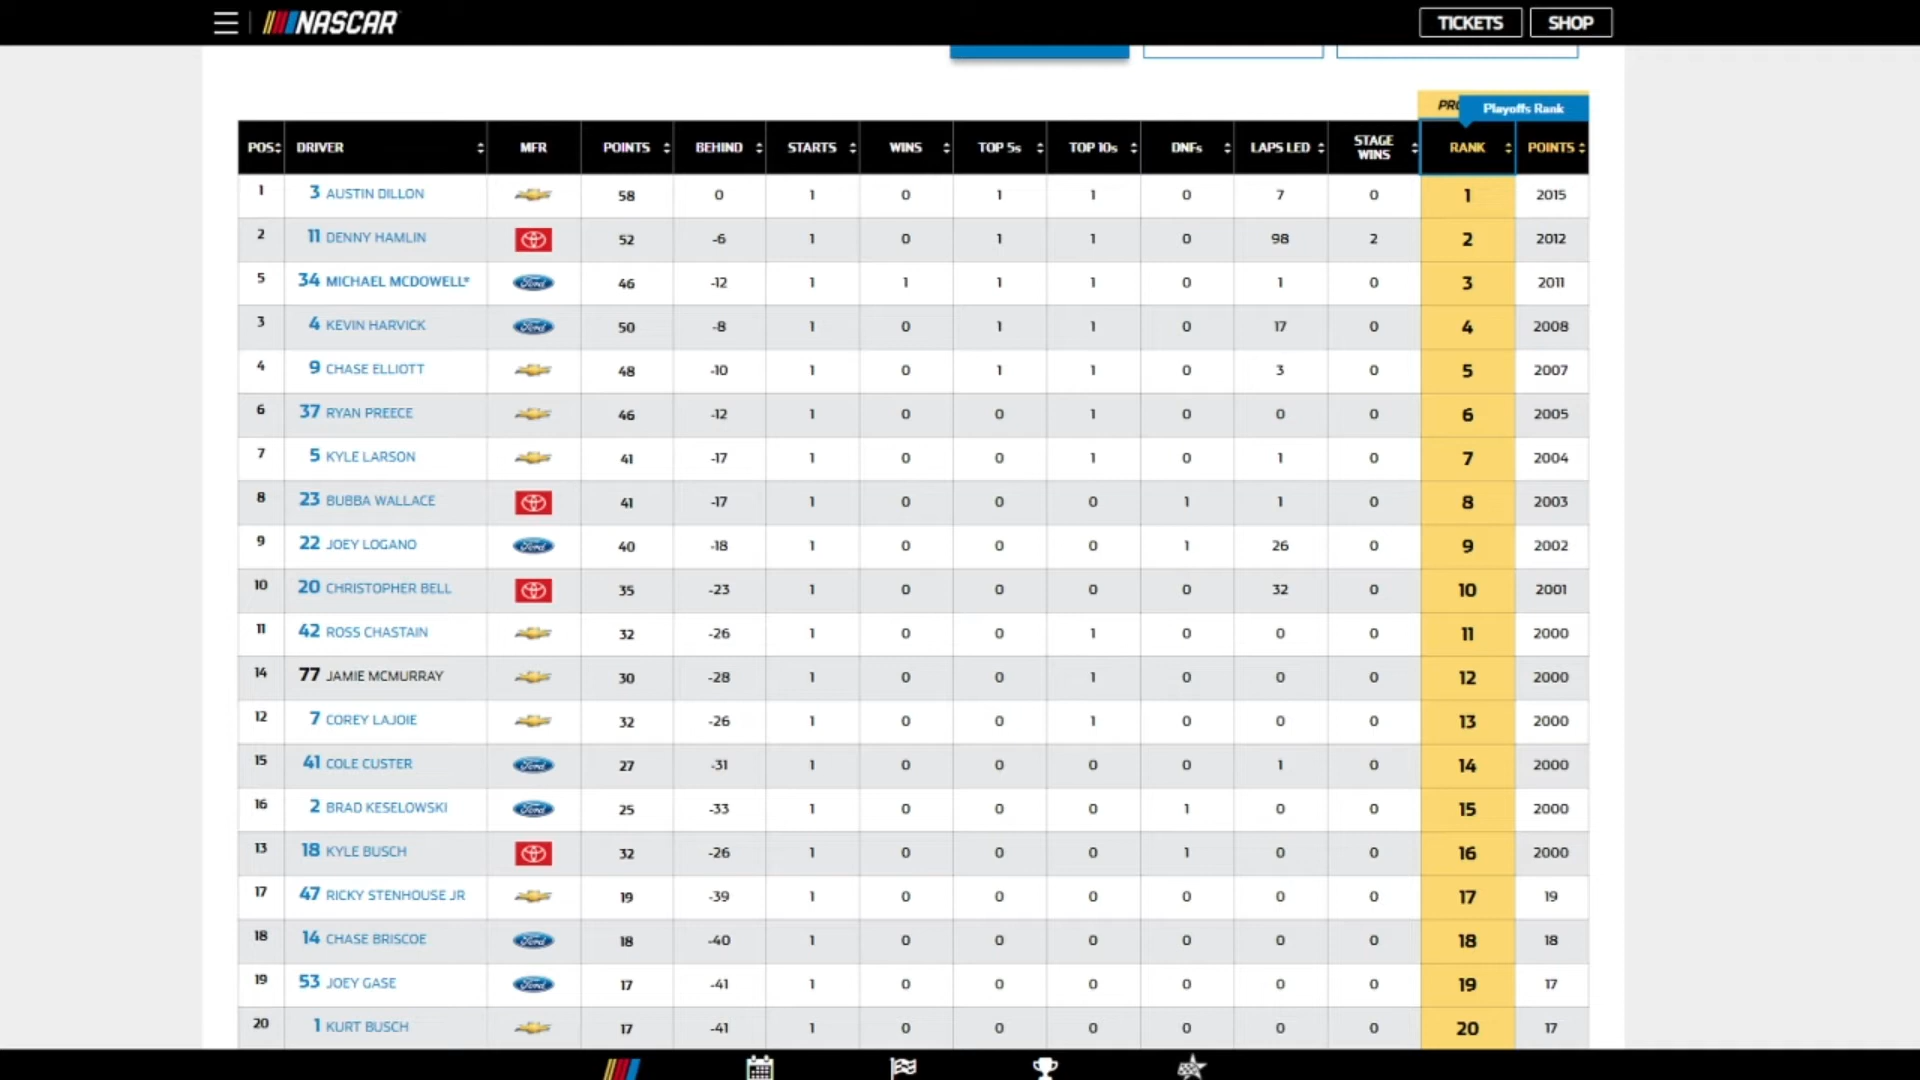 NASCAR TICKETS SHOP
PRO Playoffs Rank
POS DRIVER MFR POINTS BEHIND STARTS WINS TOP 5s TOP 10s DNFs LAPS LED STAGE WINS RANK POINTS
1 3 AUSTIN DILLON 58 0 1 0 1 1 0 7 0 1 2015
2 11 DENNY HAMLIN 52 -6 1 0 1 1 0 98 2 2 2012
5 34 MICHAEL MCDOWELL* Ford 46 -12 1 1 1 1 0 1 0 3 2011
3 4 KEVIN HARVICK Ford 50 -8 1 0 1 1 0 17 0 4 2008
4 9 CHASE ELLIOTT 48 -10 1 0 1 1 0 3 0 5 2007
6 37 RYAN PREECE 46 -12 1 0 0 1 0 0 0 6 2005
7 5 KYLE LARSON 41 -17 1 0 0 1 0 1 0 7 2004
8 23 BUBBA WALLACE 41 -17 1 0 0 0 1 1 0 8 2003
9 22 JOEY LOGANO Ford 40 -18 1 0 0 0 1 26 0 9 2002
10 20 CHRISTOPHER BELL 35 -23 1 0 0 0 0 32 0 10 2001
11 42 ROSS CHASTAIN 32 -26 1 0 0 1 0 0 0 11 2000
14 77 JAMIE MCMURRAY 30 -28 1 0 0 1 0 0 0 12 2000
12 7 COREY LAJOIE 32 -26 1 0 0 1 0 0 0 13 2000
15 41 COLE CUSTER Ford 27 -31 1 0 0 0 0 1 0 14 2000
16 2 BRAD KESELOWSKI Ford 25 -33 1 0 0 0 1 0 0 15 2000
13 18 KYLE BUSCH 32 -26 1 0 0 0 1 0 0 16 2000
17 47 RICKY STENHOUSE JR 19 -39 1 0 0 0 0 0 0 17 19
18 14 CHASE BRISCOE Ford 18 -40 1 0 0 0 0 0 0 18 18
19 53 JOEY GASE Ford 17 -41 1 0 0 0 0 0 0 19 17
20 1 KURT BUSCH 17 -41 1 0 0 0 0 0 0 20 17